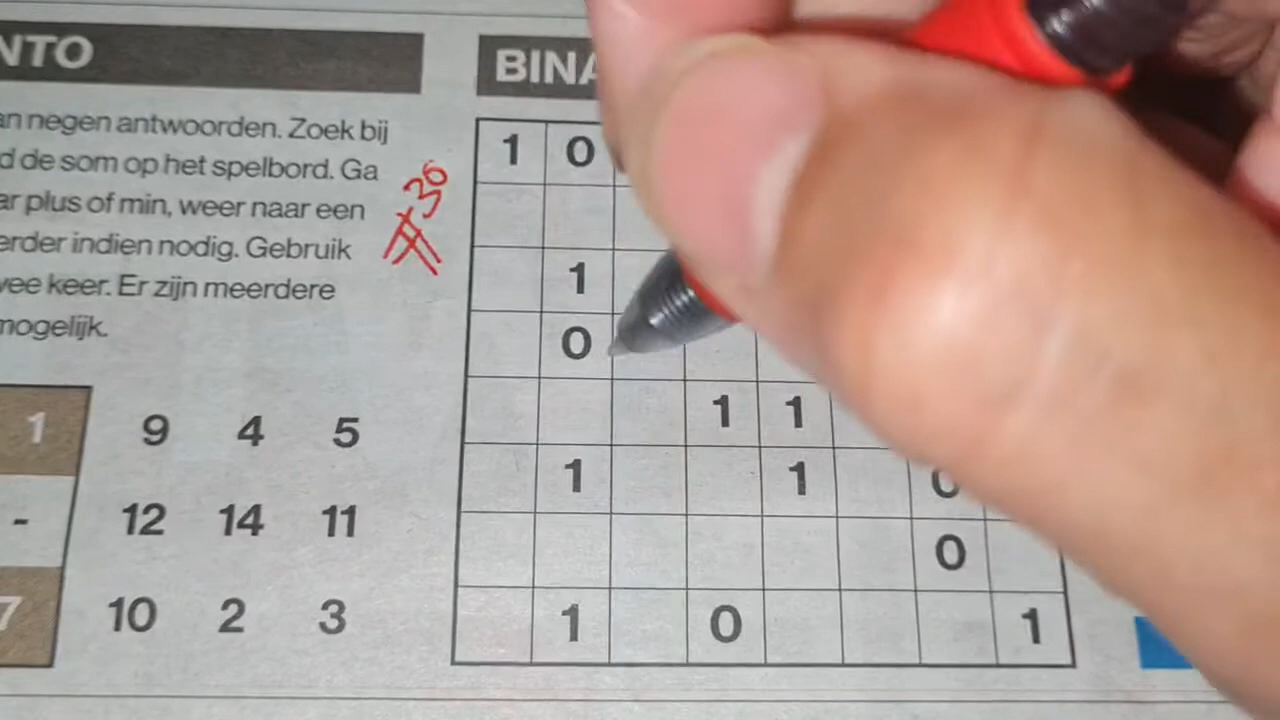 NTO
an negen antwoorden. Zoek bij
d de som op het spelbord. Ga
ar plus of min, weer naar een
erder indien nodig. Gebruik
vee keer. Er zijn meerdere
mogelijk.
#36
1 9 4 5
- 12 14 11
7 10 2 3
BINA
1 0
1
0
1 1
1 1 0
0
1 0 1